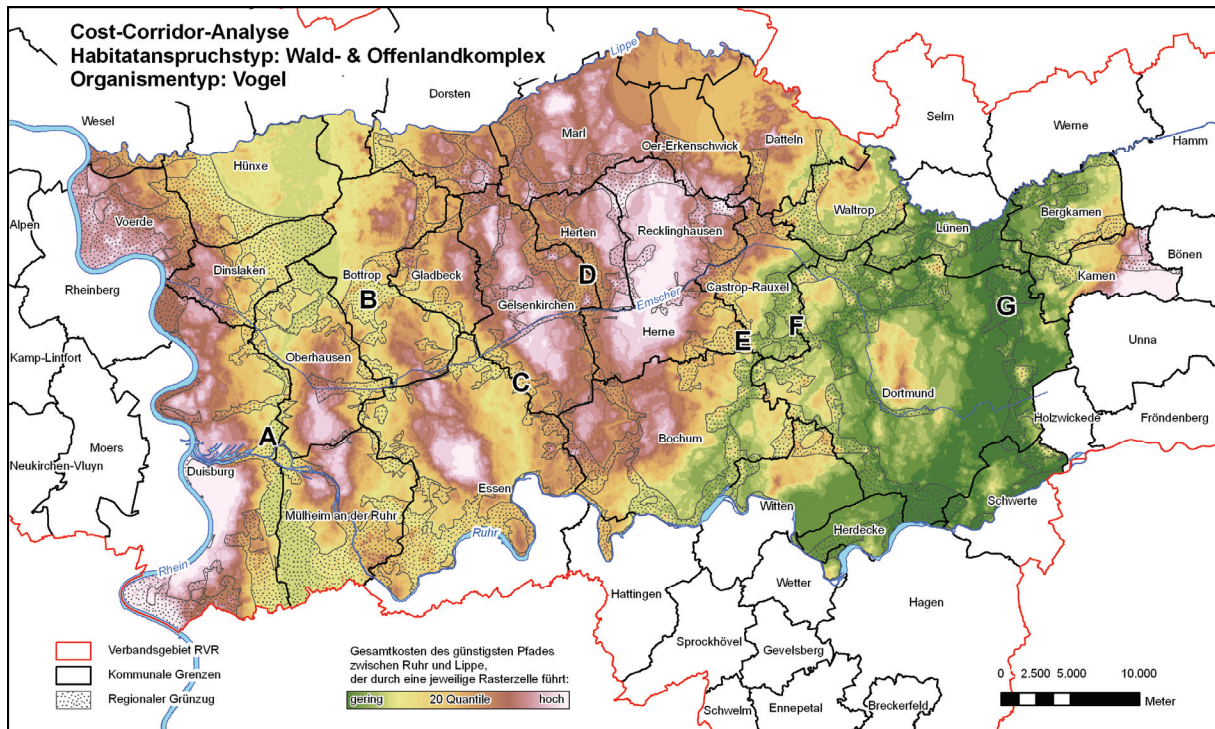 Cost-Corridor-Analyse
Habitatanspruchstyp: Wald- & Offenlandkomplex
Organismentyp: Vogel
Lippe
Dorsten
Wesel
Marl
Selm
Werne
Hamm
Oer-Erkenschwick
Datteln
Hünxe
Alpen
Voerde
Waltrop
Bergkamen
Lünen
Herten
Recklinghausen
Bönen
Dinslaken
Bottrop
Gladbeck
D
Kamen
Rheinberg
Gelsenkirchen
Castrop-Rauxel
B
Emscher
G
Herne
F
E
Unna
Kamp-Lintfort
Oberhausen
C
Dortmund
Holzwickede
Fröndenberg
Moers
A
Bochum
Neukirchen-Vluyn
Duisburg
Essen
Schwerte
Witten
Mülheim an der Ruhr
Herdecke
Ruhr
Rhein
Wetter
Hattingen
Hagen
Sprockhövel
Gevelsberg
Schwelm
Ennepetal
Breckerfeld
Verbandsgebiet RVR
Kommunale Grenzen
Regionaler Grünzug
Gesamtkosten des günstigsten Pfades
zwischen Ruhr und Lippe,
der durch eine jeweilige Rasterzelle führt:
gering 20 Quantile hoch
0 2.500 5.000 10.000
Meter